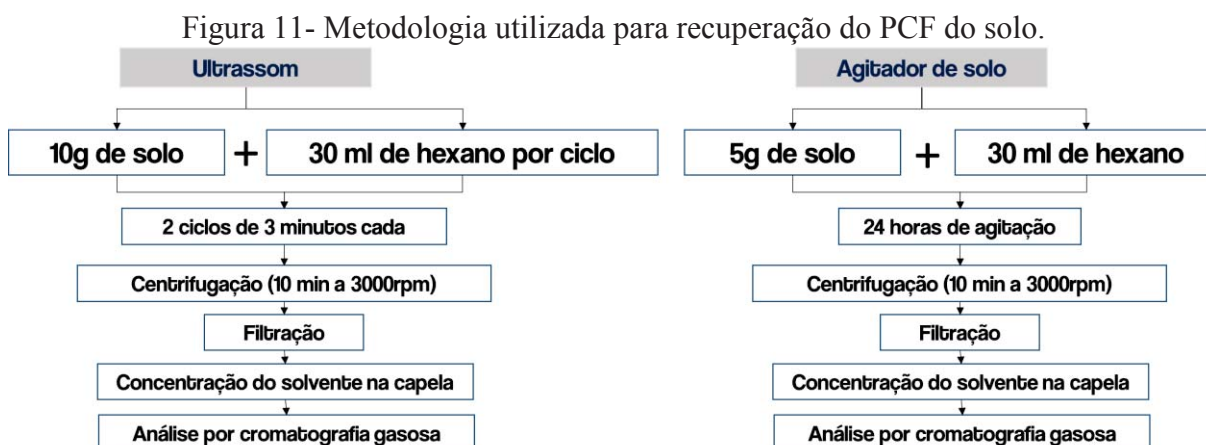 Figura 11- Metodologia utilizada para recuperação do PCF do solo.
Ultrassom
10g de solo + 30 ml de hexano por ciclo
2 ciclos de 3 minutos cada
Centrifugação (10 min a 3000rpm)
Filtração
Concentração do solvente na capela
Análise por cromatografia gasosa
Agitador de solo
5g de solo + 30 ml de hexano
24 horas de agitação
Centrifugação (10 min a 3000rpm)
Filtração
Concentração do solvente na capela
Análise por cromatografia gasosa